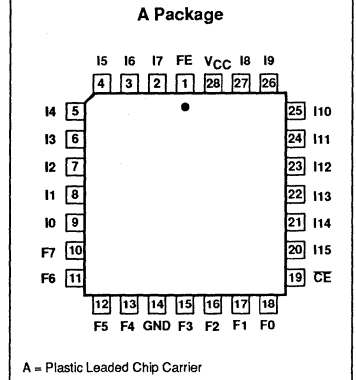 A Package
I5 I6 I7 FE VCC I8 I9
4 3 2 1 28 27 26
I4 5 25 I10
I3 6 24 I11
I2 7 23 I12
I1 8 22 I13
I0 9 21 I14
F7 10 20 I15
F6 11 19 C̅E̅
12 13 14 15 16 17 18
F5 F4 GND F3 F2 F1 F0
A = Plastic Leaded Chip Carrier